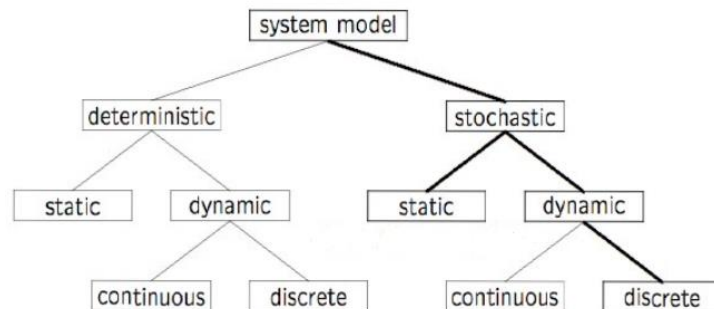 system model
deterministic stochastic
static dynamic static dynamic
continuous discrete continuous discrete